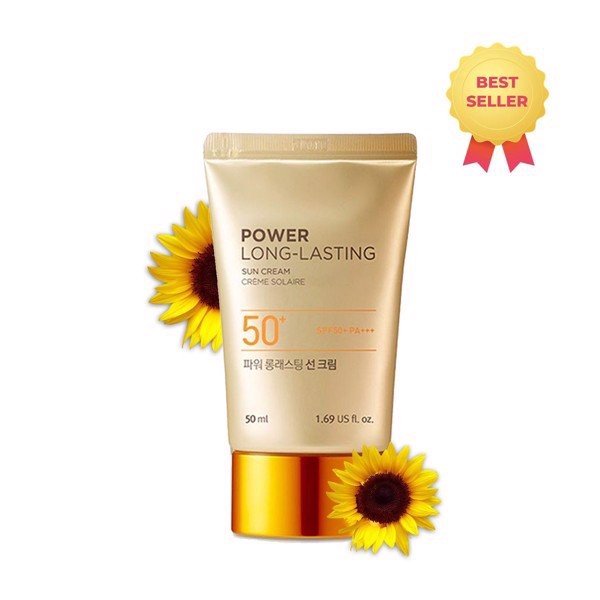 BEST
SELLER
POWER
LONG-LASTING
SUN CREAM
CRÈME SOLAIRE
50+ SPF50+ PA+++
파워 롱래스팅 선 크림
50 ml 1.69 US fl. oz.